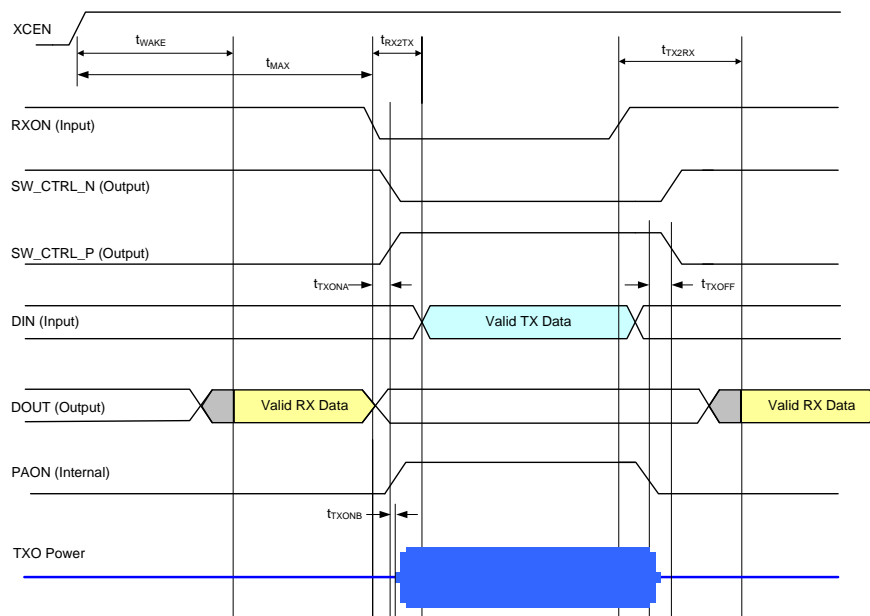 XCEN
tWAKE
tRX2TX
tTX2RX
tMAX
RXON (Input)
SW_CTRL_N (Output)
SW_CTRL_P (Output)
tTXONA
tTXOFF
DIN (Input)
Valid TX Data
DOUT (Output)
Valid RX Data
Valid RX Data
PAON (Internal)
tTXONB
TXO Power